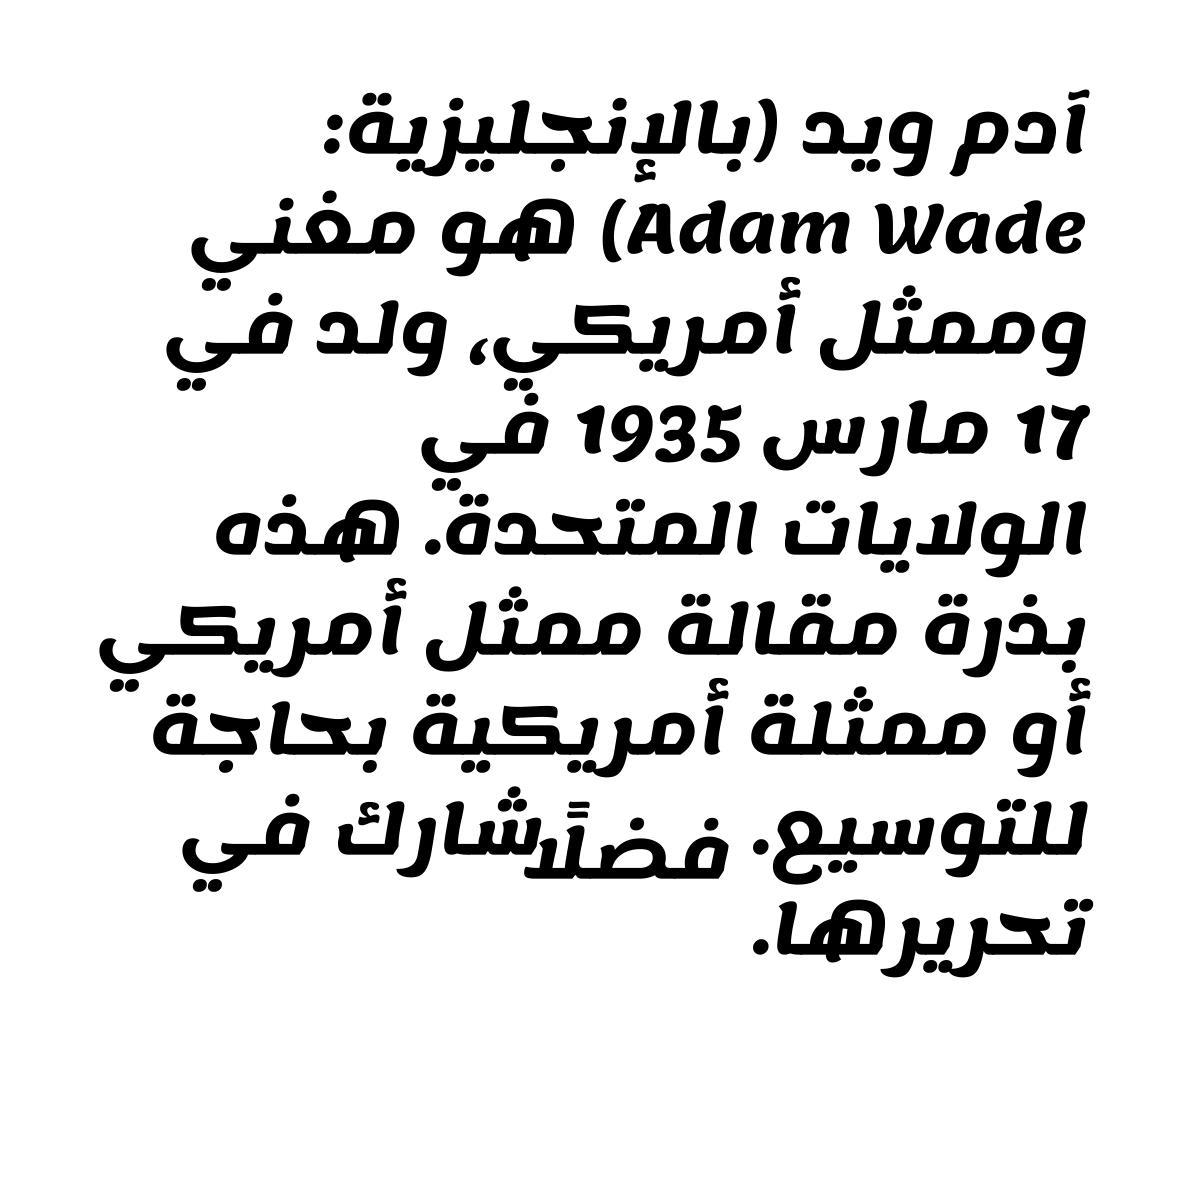 آدم ويد (بالإنجليزية:
Adam Wade) هو مغني
وممثل أمريكي، ولد في
17 مارس 1935 في
الولايات المتحدة. هذه
بذرة مقالة ممثل أمريكي
أو ممثلة أمريكية بحاجة
للتوسيع. فضلًا شارك في
تحريرها.